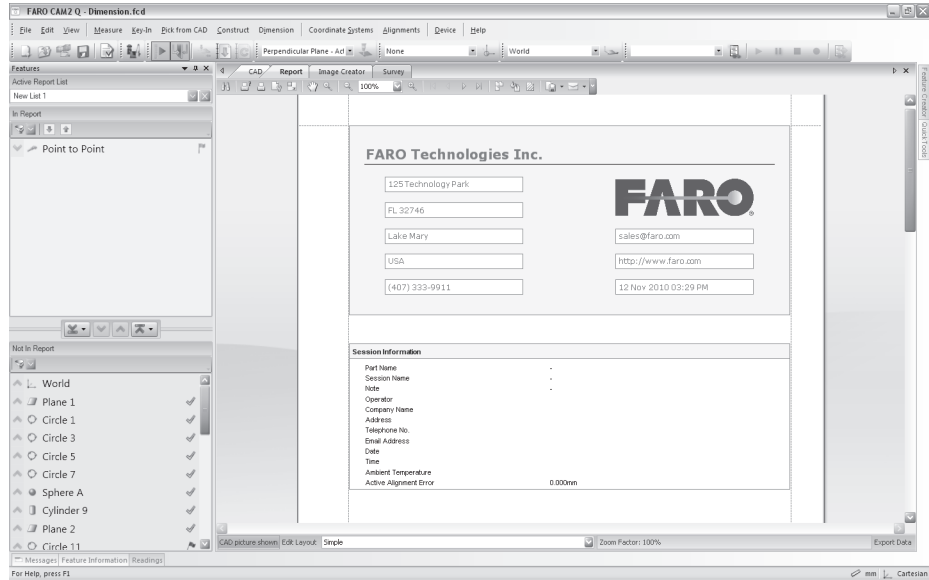 FARO CAM2 Q - Dimension.fcd
File Edit View Measure Key-In Pick from CAD Construct Dimension Coordinate Systems Alignments Device Help
Perpendicular Plane - Ad None World
Features
Active Report List
New List 1
In Report
Point to Point
Not In Report
World
Plane 1
Circle 1
Circle 3
Circle 5
Circle 7
Sphere A
Cylinder 9
Plane 2
Circle 11
CAD Report Image Creator Survey
100%
FARO Technologies Inc.
125 Technology Park
FL 32746
Lake Mary
USA
(407) 333-9911
FARO®
sales@faro.com
http://www.faro.com
12 Nov 2010 03:29 PM
Session Information
Part Name -
Session Name -
Note -
Operator
Company Name
Address
Telephone No.
Email Address
Date
Time
Ambient Temperature
Active Alignment Error 0.000mm
CAD picture shown Edit Layout Simple Zoom Factor: 100% Export Data
Feature Creator
QuickTools
Messages Feature Information Readings
For Help, press F1 mm Cartesian